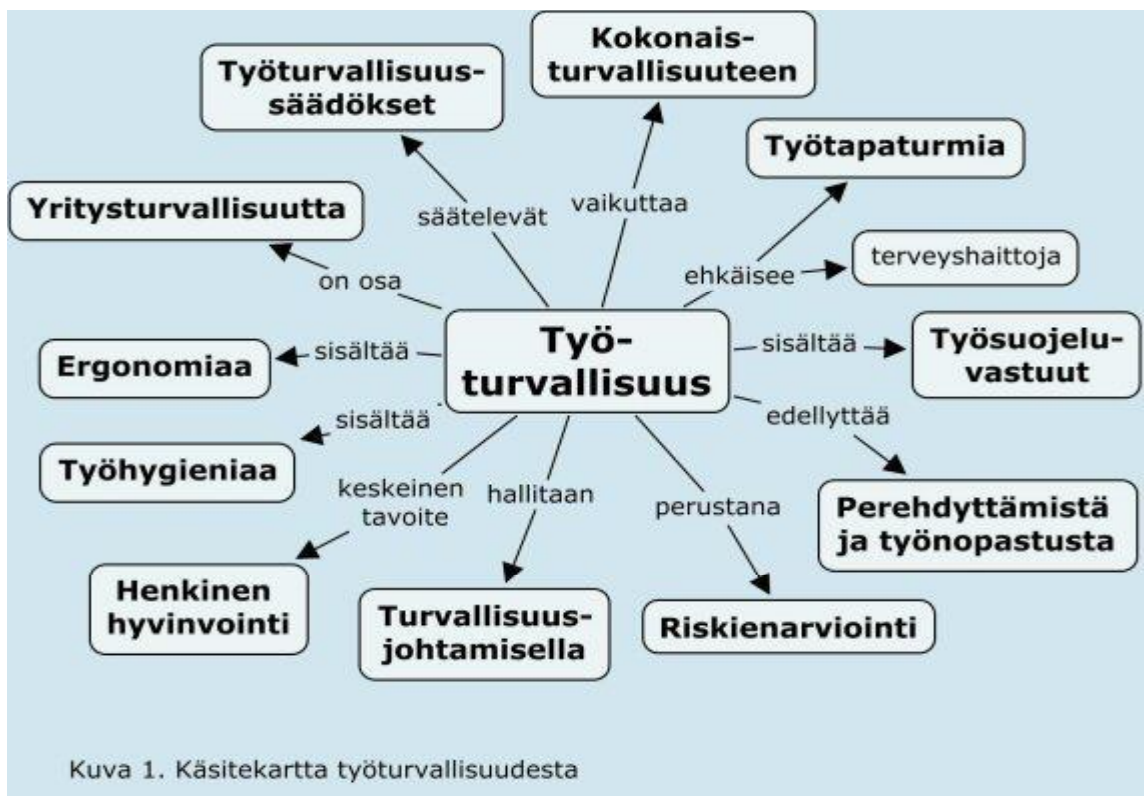 Kokonais-
turvallisuuteen
Työturvallisuus-
säädökset
Työtapaturmia
Yritysturvallisuutta
säätelevät
vaikuttaa
on osa
ehkäisee
terveyshaittoja
Työ-
turvallisuus
Ergonomiaa
sisältää
sisältää
Työsuojelu-
vastuut
sisältää
edellyttää
Työhygieniaa
keskeinen
tavoite
hallitaan
perustana
Perehdyttämistä
ja työnopastusta
Henkinen
hyvinvointi
Turvallisuus-
johtamisella
Riskienarviointi
Kuva 1. Käsitekartta työturvallisuudesta